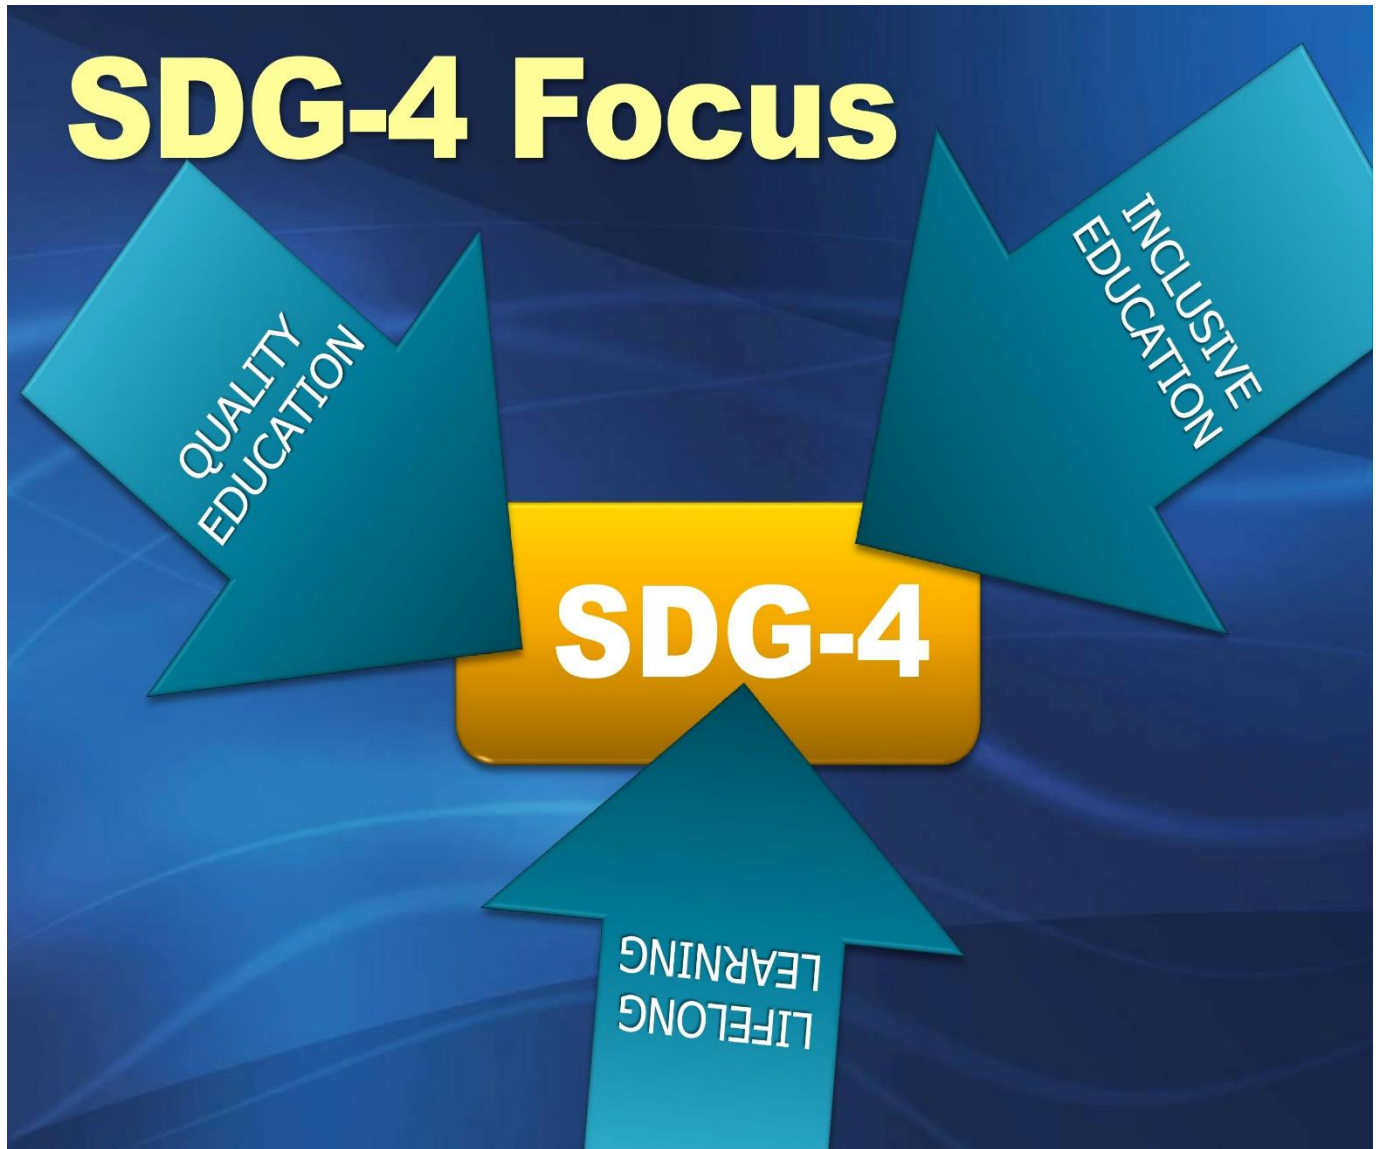 SDG-4 Focus
QUALITY
EDUCATION
INCLUSIVE
EDUCATION
SDG-4
LIFELONG
LEARNING